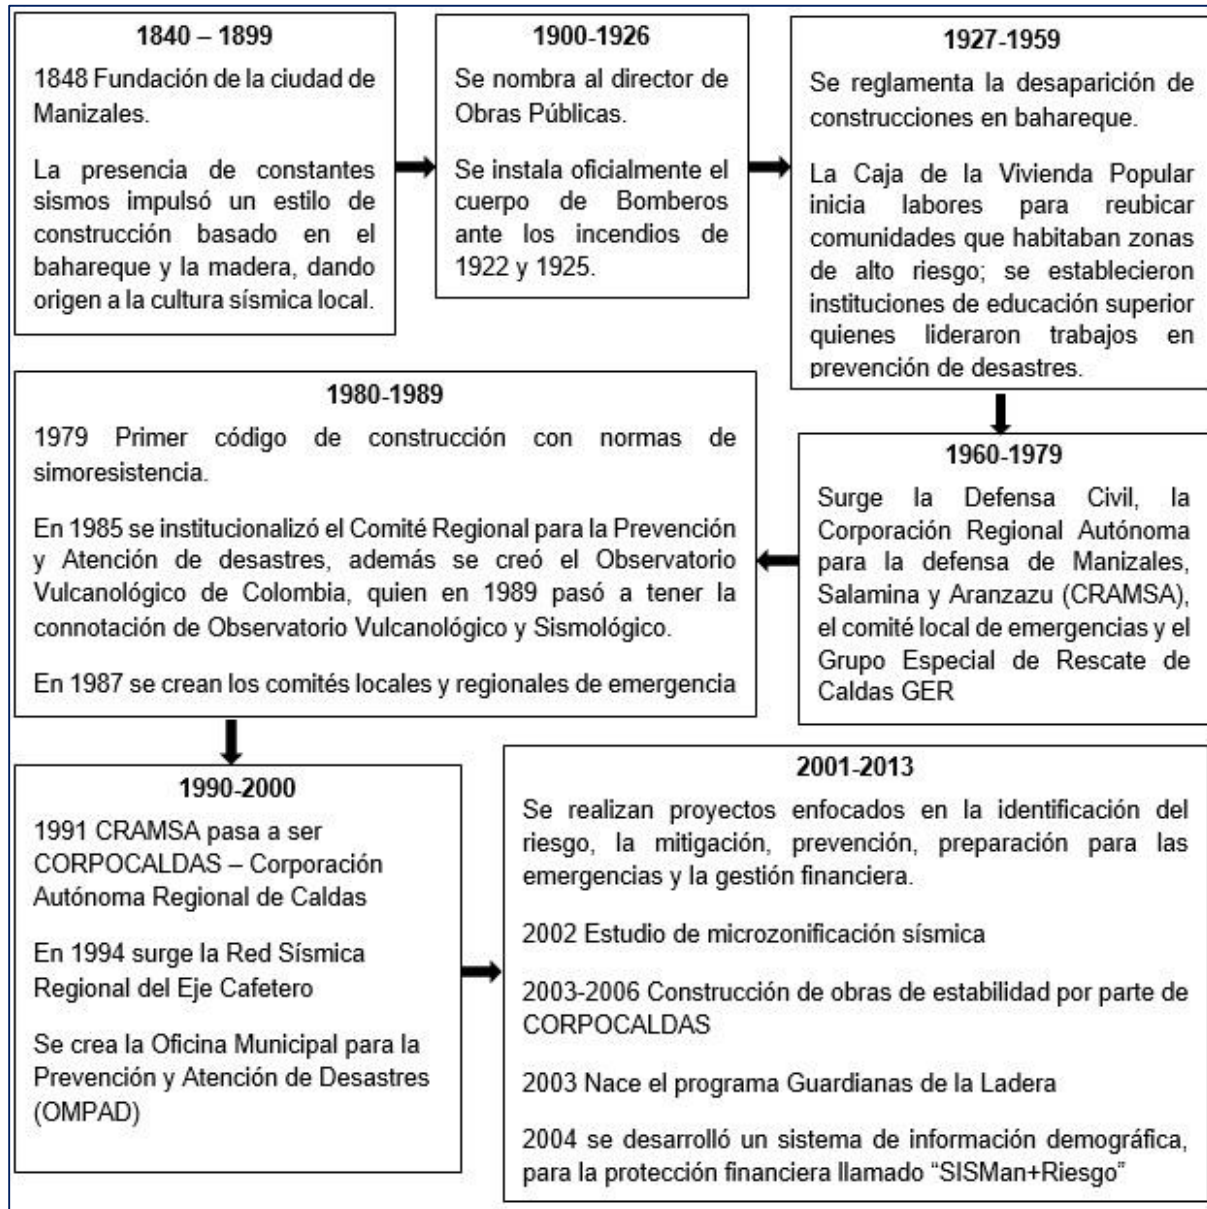 1840 – 1899
1848 Fundación de la ciudad de
Manizales.
La presencia de constantes
sismos impulsó un estilo de
construcción basado en el
bahareque y la madera, dando
origen a la cultura sísmica local.
1900-1926
Se nombra al director de
Obras Públicas.
Se instala oficialmente el
cuerpo de Bomberos
ante los incendios de
1922 y 1925.
1927-1959
Se reglamenta la desaparición de
construcciones en bahareque.
La Caja de la Vivienda Popular
inicia labores para reubicar
comunidades que habitaban zonas
de alto riesgo; se establecieron
instituciones de educación superior
quienes lideraron trabajos en
prevención de desastres.
1960-1979
Surge la Defensa Civil, la
Corporación Regional Autónoma
para la defensa de Manizales,
Salamina y Aranzazu (CRAMSA),
el comité local de emergencias y el
Grupo Especial de Rescate de
Caldas GER
1980-1989
1979 Primer código de construcción con normas de
simoresistencia.
En 1985 se institucionalizó el Comité Regional para la Prevención
y Atención de desastres, además se creó el Observatorio
Vulcanológico de Colombia, quien en 1989 pasó a tener la
connotación de Observatorio Vulcanológico y Sismológico.
En 1987 se crean los comités locales y regionales de emergencia
1990-2000
1991 CRAMSA pasa a ser
CORPOCALDAS – Corporación
Autónoma Regional de Caldas
En 1994 surge la Red Sísmica
Regional del Eje Cafetero
Se crea la Oficina Municipal para la
Prevención y Atención de Desastres
(OMPAD)
2001-2013
Se realizan proyectos enfocados en la identificación del
riesgo, la mitigación, prevención, preparación para las
emergencias y la gestión financiera.
2002 Estudio de microzonificación sísmica
2003-2006 Construcción de obras de estabilidad por parte de
CORPOCALDAS
2003 Nace el programa Guardianas de la Ladera
2004 se desarrolló un sistema de información demográfica,
para la protección financiera llamado “SISMan+Riesgo”